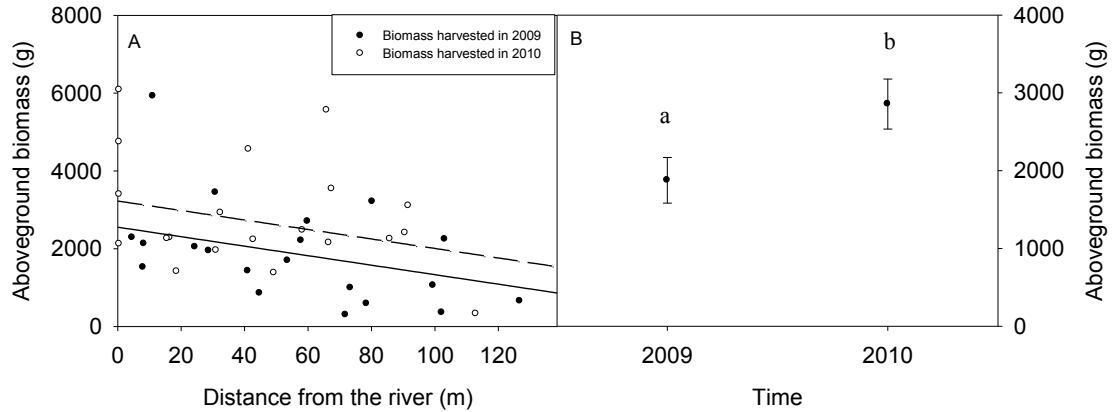 A
Biomass harvested in 2009
Biomass harvested in 2010
Aboveground biomass (g)
8000
6000
4000
2000
0
0 20 40 60 80 100 120
Distance from the river (m)
B
a
b
4000
3000
2000
1000
0
Aboveground biomass (g)
2009 2010
Time